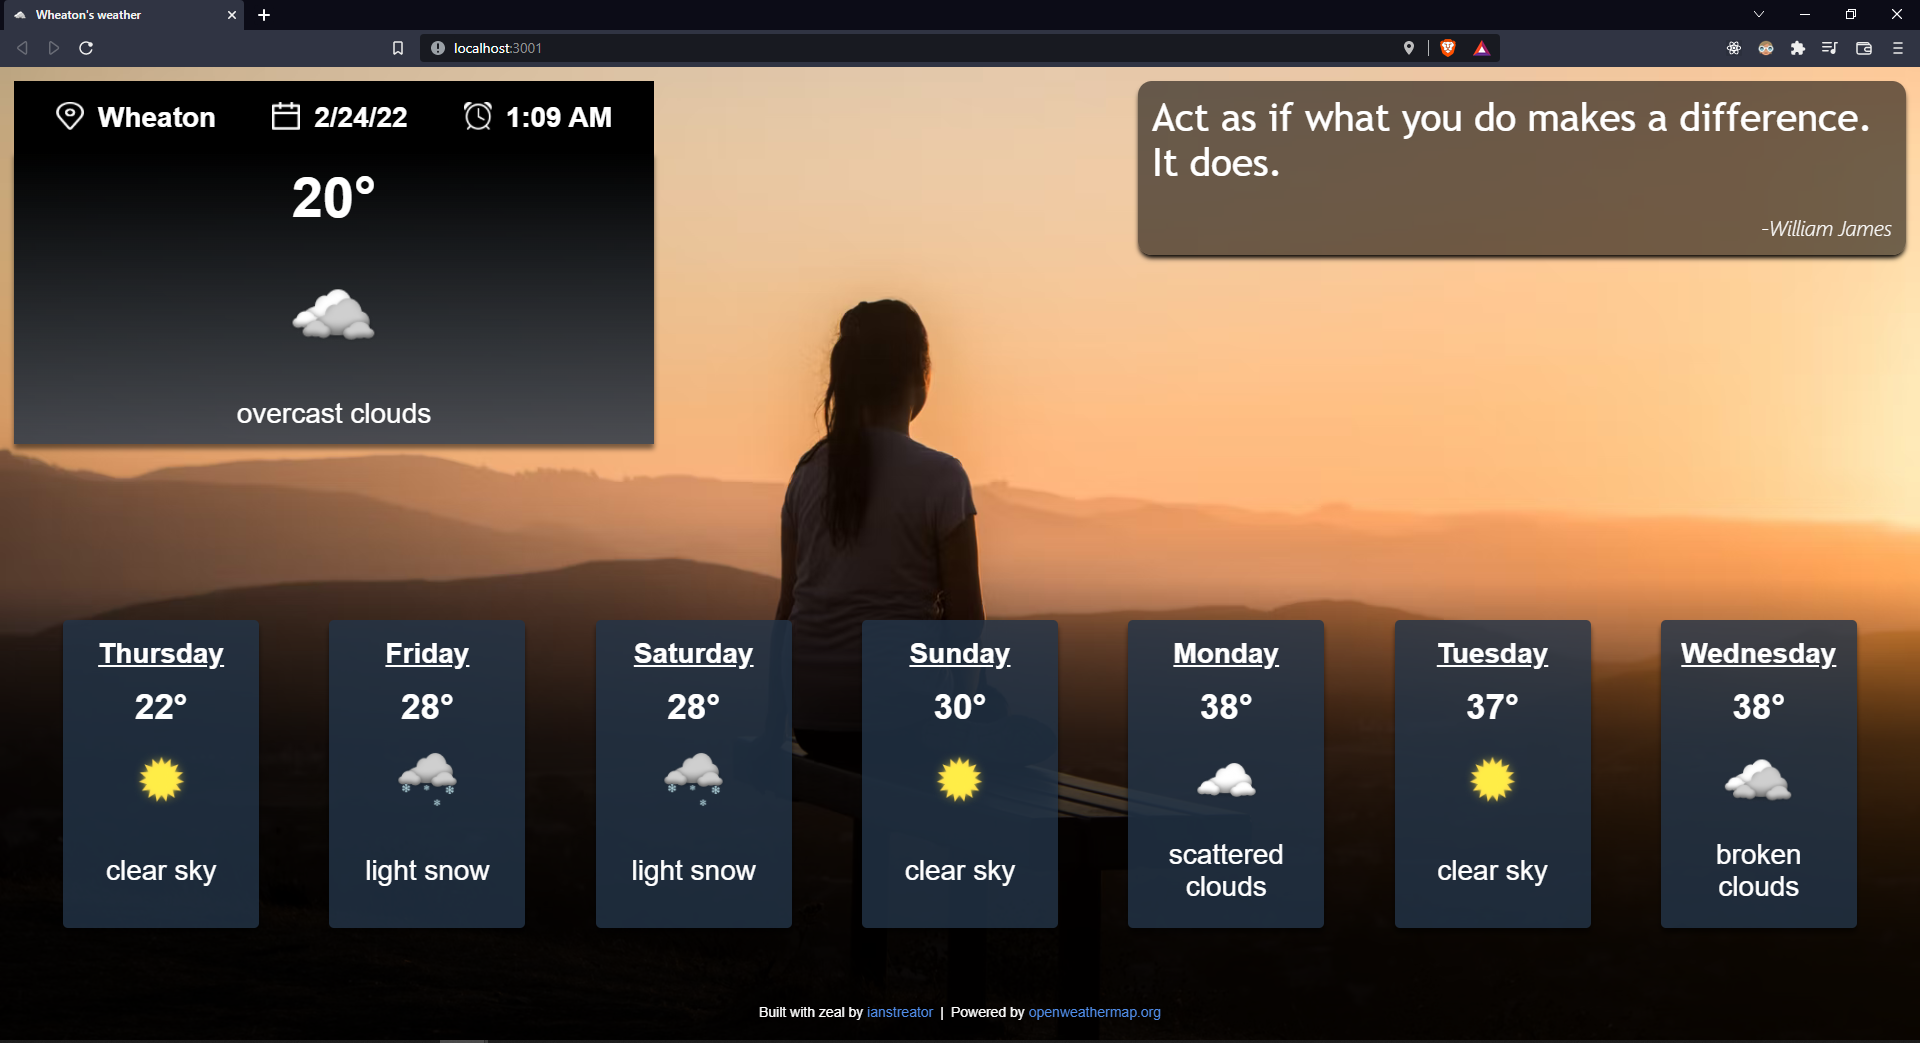 Wheaton's weather
localhost:3001
Wheaton
2/24/22
1:09 AM
20°
overcast clouds
Act as if what you do makes a difference.
It does.
-William James
Thursday
22°
clear sky
Friday
28°
light snow
Saturday
28°
light snow
Sunday
30°
clear sky
Monday
38°
scattered
clouds
Tuesday
37°
clear sky
Wednesday
38°
broken
clouds
Built with zeal by ianstreator | Powered by openweathermap.org